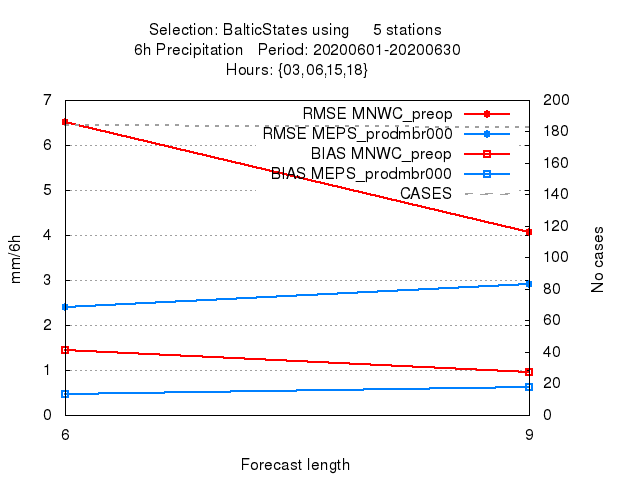 Selection: BalticStates using 5 stations
6h Precipitation Period: 20200601-20200630
Hours: {03,06,15,18}
7 200
RMSE MNWC_preop
180
RMSE MEPS_prodmbr000
6
160
BIAS MNWC_preop
BIAS MEPS_prodmbr000
5
140
CASES
120
4
100
mm/6h
No cases
3
80
2
60
40
1
20
0 0
6 9
Forecast length